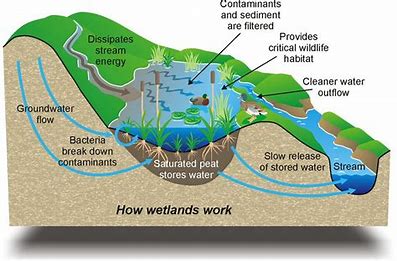 Contaminants
and sediment
are filtered
Dissipates
stream
energy
Provides
critical wildlife
habitat
Cleaner water
outflow
Groundwater
flow
Bacteria
break down
contaminants
Saturated peat
stores water
Slow release
of stored water
Stream
How wetlands work